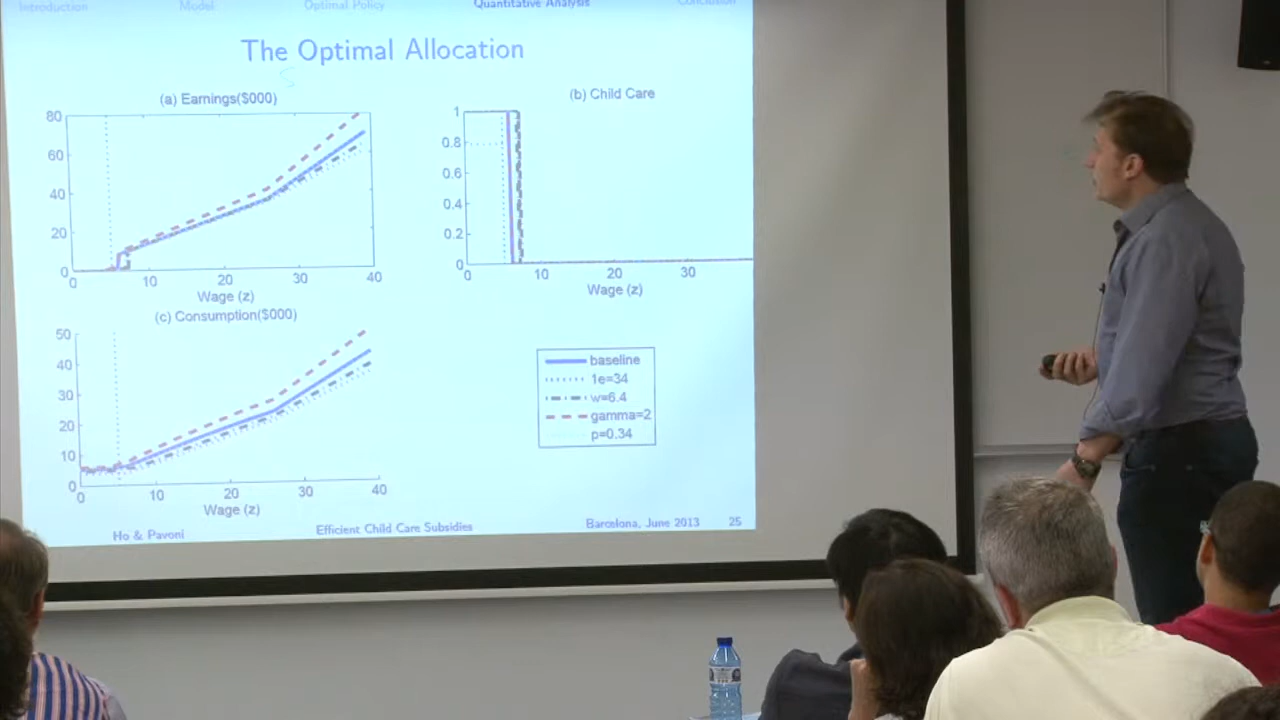 Introduction Model Optimal Policy Quantitative Analysis Conclusion
The Optimal Allocation
(a) Earnings($000)
80
60
40
20
0
0 10 20 30 40
Wage (z)
(b) Child Care
1
0.8
0.6
0.4
0.2
0
0 10 20 30
Wage (z)
(c) Consumption($000)
50
40
30
20
10
0
0 10 20 30 40
Wage (z)
baseline
1e=34
w=6.4
gamma=2
p=0.34
Ho & Pavoni Efficient Child Care Subsidies Barcelona, June 2013 25